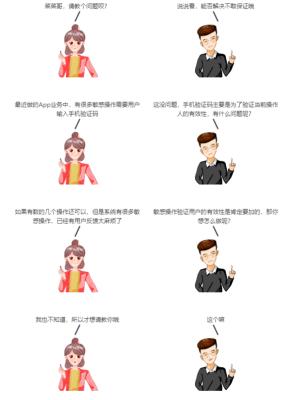 菜菜哥，请教个问题呗？
说说看，能否解决不敢保证哦
最近做的App业务中，有很多敏感操作需要用户
输入手机验证码
这没问题，手机验证码主要是为了验证当前操作
人的有效性，有什么问题呢？
如果有数的几个操作还可以，但是系统有很多敏
感操作，已经有用户反馈太麻烦了
敏感操作验证用户的有效性是肯定要加的，那你
想怎么做呢？
我也不知道，所以才想请教你哦
这个嘛